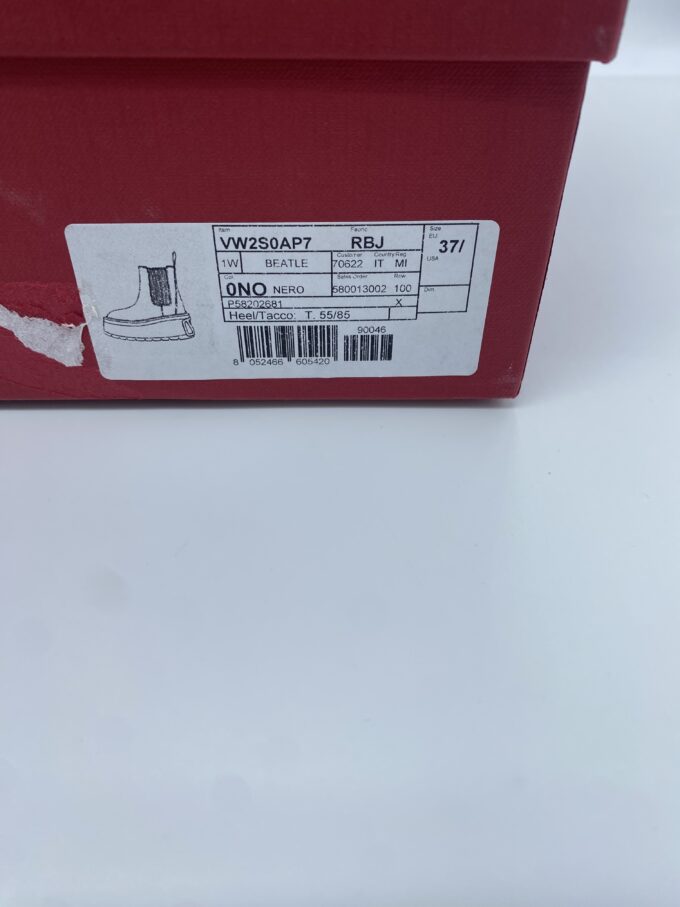 Item Fabric Size
VW2S0AP7 RBJ EU 37/
Customer Country Reg. USA
1W BEATLE 70622 IT MI
Col Sales Order Row Dim.
0NO NERO 580013002 100
P58202681 X
Heel/Tacco: T. 55/85
90046
8 052466 605420